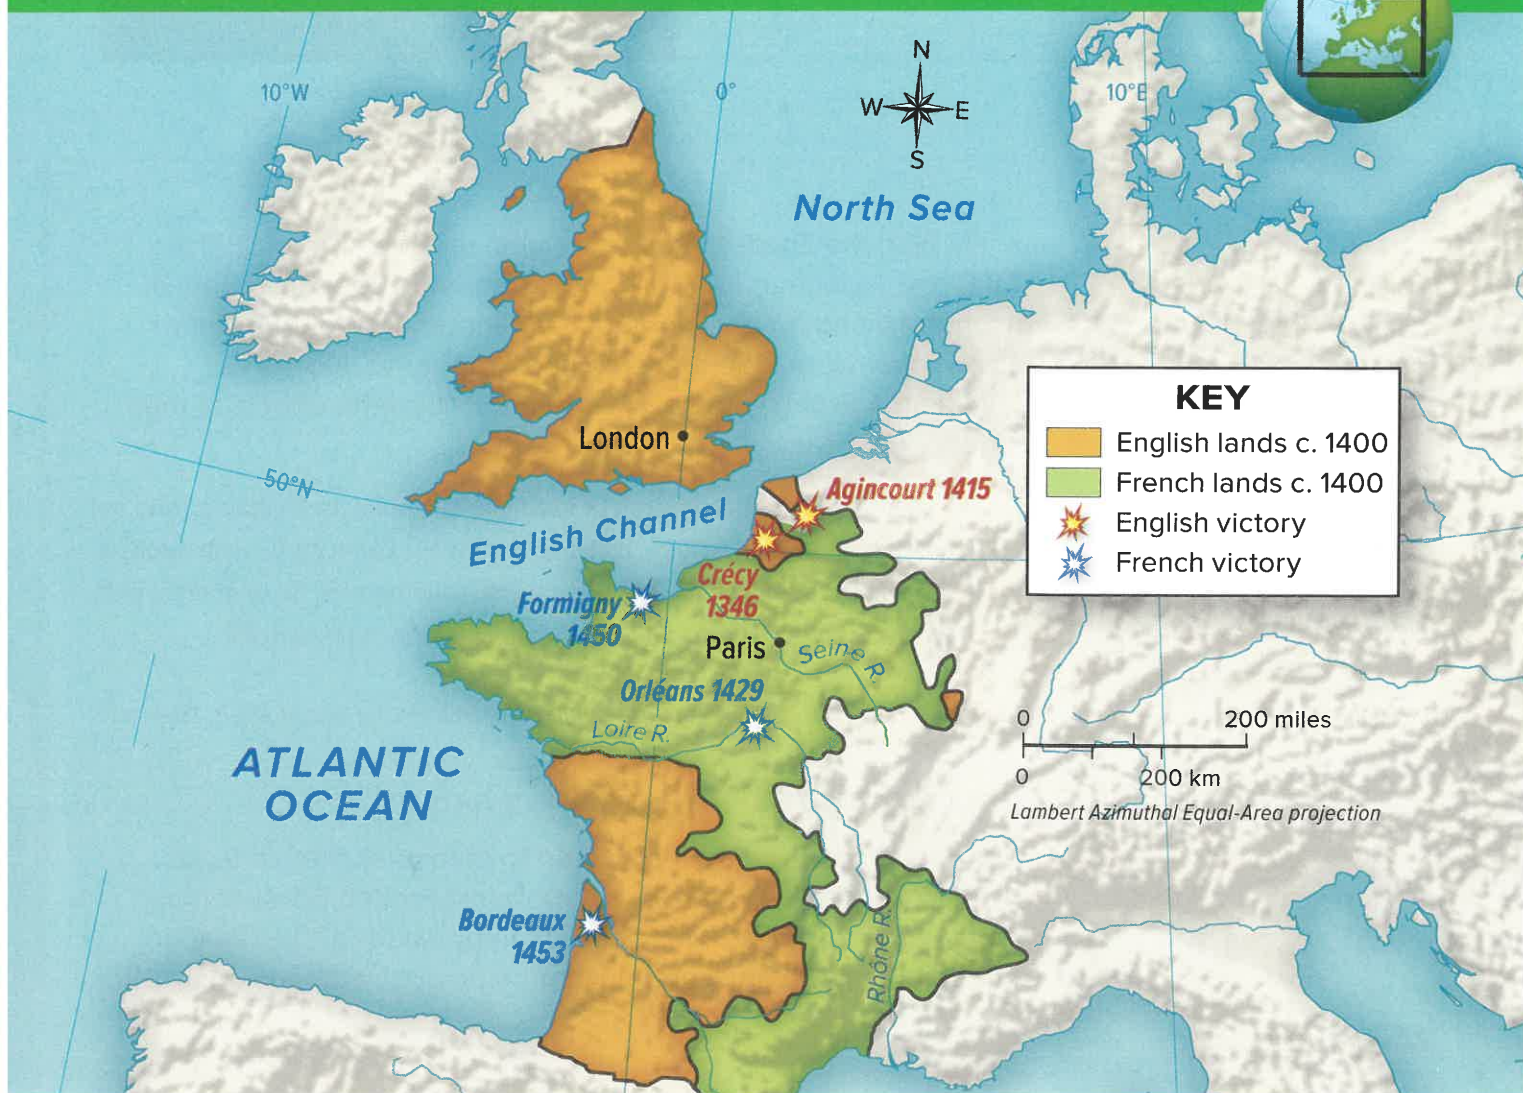 10°W
0°
10°E
N
W E
S
North Sea
KEY
English lands c. 1400
French lands c. 1400
English victory
French victory
London
50°N
English Channel
Agincourt 1415
Crécy
1346
Formigny
1450
Paris
Seine R.
Orléans 1429
Loire R.
ATLANTIC
OCEAN
0 200 miles
0 200 km
Lambert Azimuthal Equal-Area projection
Bordeaux
1453
Rhône R.